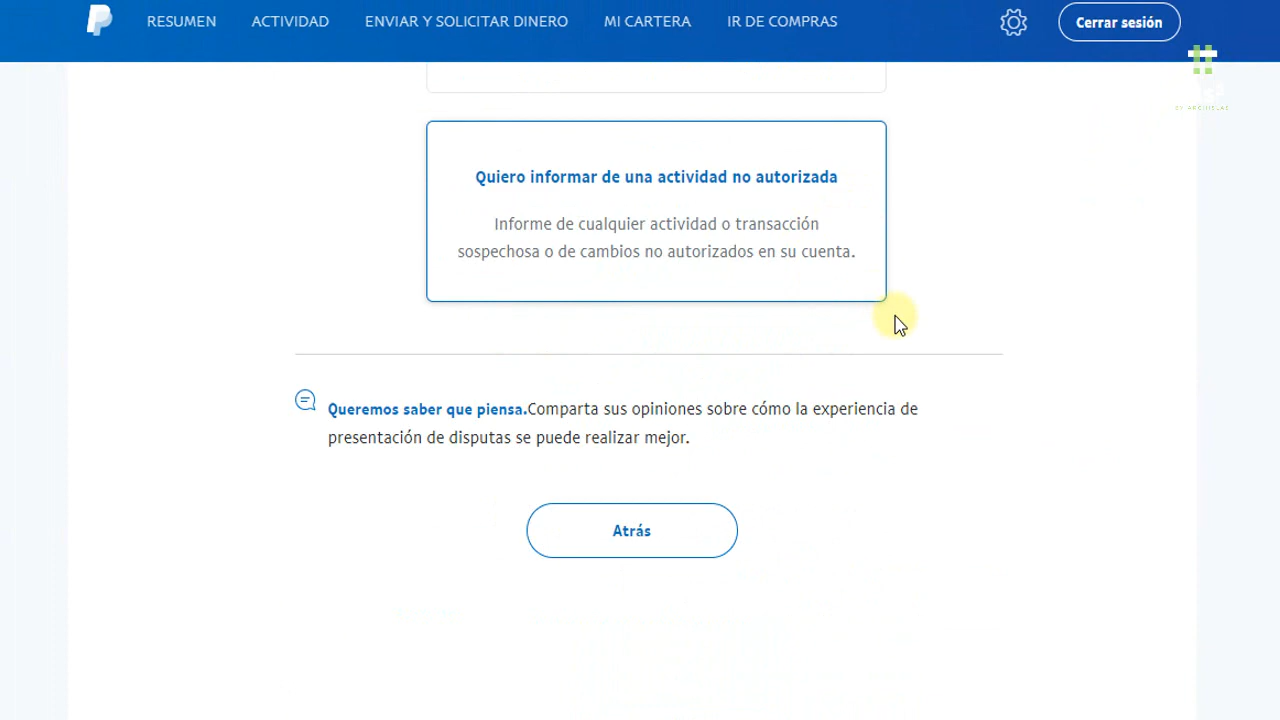 RESUMEN ACTIVIDAD ENVIAR Y SOLICITAR DINERO MI CARTERA IR DE COMPRAS Cerrar sesión
Quiero informar de una actividad no autorizada
Informe de cualquier actividad o transacción
sospechosa o de cambios no autorizados en su cuenta.
Queremos saber que piensa.Comparta sus opiniones sobre cómo la experiencia de
presentación de disputas se puede realizar mejor.
Atrás